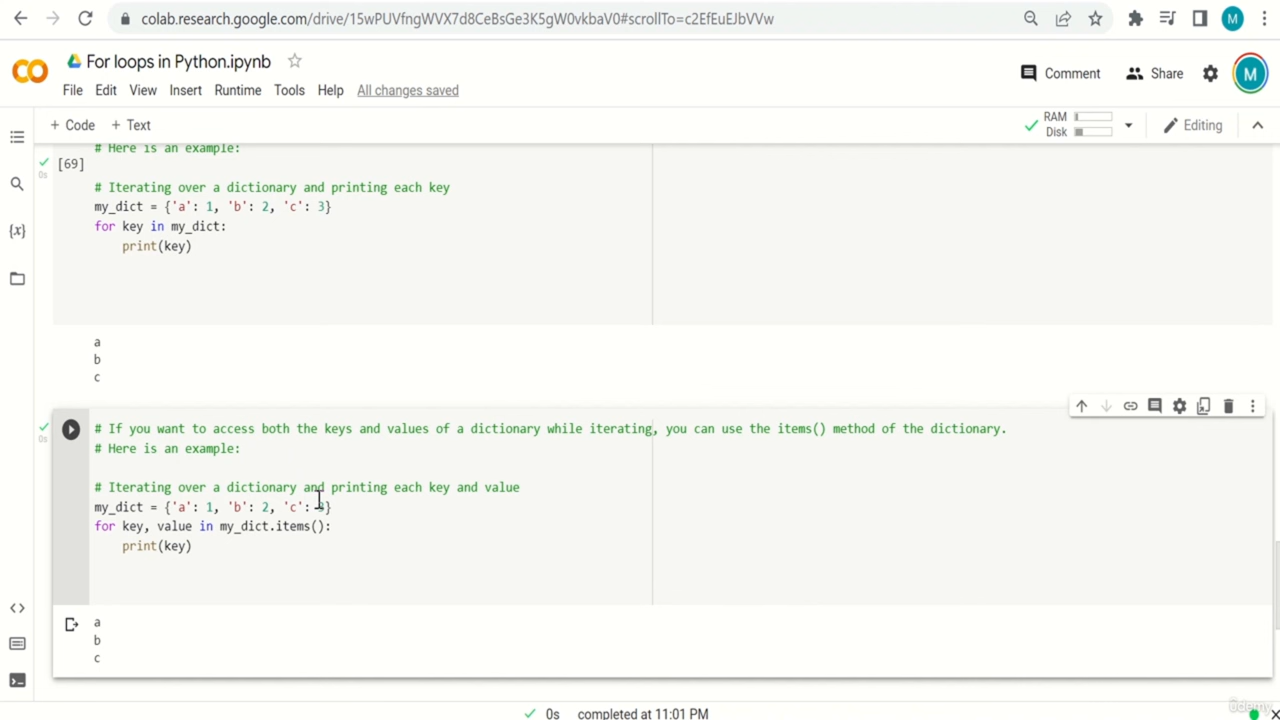 colab.research.google.com/drive/15wPUVfngWVX7d8CeBsGe3K5gW0vkbaV0#scrollTo=c2EfEuEJbVVw
M
For loops in Python.ipynb
Comment
Share
M
File Edit View Insert Runtime Tools Help All changes saved
+ Code + Text
RAM
Disk
Editing
# Here is an example:
[69]
0s
# Iterating over a dictionary and printing each key
my_dict = {'a': 1, 'b': 2, 'c': 3}
for key in my_dict:
print(key)
a
b
c
0s
# If you want to access both the keys and values of a dictionary while iterating, you can use the items() method of the dictionary.
# Here is an example:
# Iterating over a dictionary and printing each key and value
my_dict = {'a': 1, 'b': 2, 'c': 3}
for key, value in my_dict.items():
print(key)
a
b
c
0s completed at 11:01 PM
ûdemy